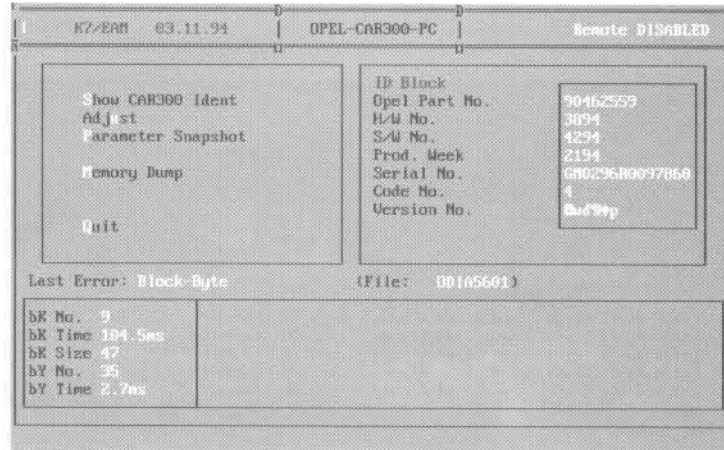 K7/EAM 03.11.94 OPEL-CAR300-PC Remote DISABLED
Show CAR300 Ident
Adjust
Parameter Snapshot
Memory Dump
Quit
ID Block
Opel Part No. 90462559
H/W No. 3894
S/W No. 4294
Prod. Week 2194
Serial No. GM0296R0097860
Code No. 4
Version No.
Last Error: Block-Byte (File: DDIA5601)
bK No. 9
bK Time 104.5ms
bK Size 47
bY No. 35
bY Time 2.7ms